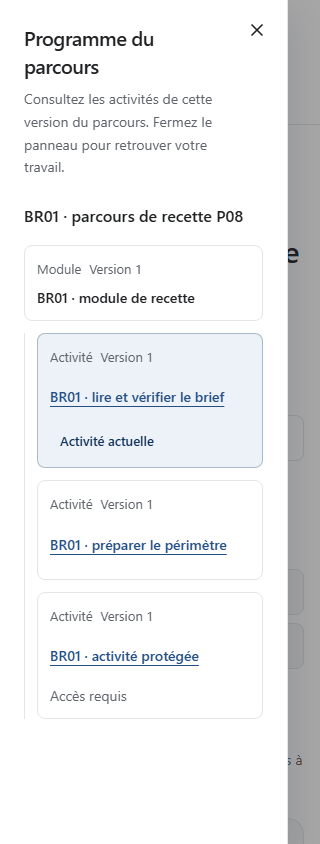 Programme du
parcours
Consultez les activités de cette
version du parcours. Fermez le
panneau pour retrouver votre
travail.
BR01 · parcours de recette P08
Module Version 1
BR01 · module de recette
Activité Version 1
BR01 · lire et vérifier le brief
Activité actuelle
Activité Version 1
BR01 · préparer le périmètre
Activité Version 1
BR01 · activité protégée
Accès requis
à